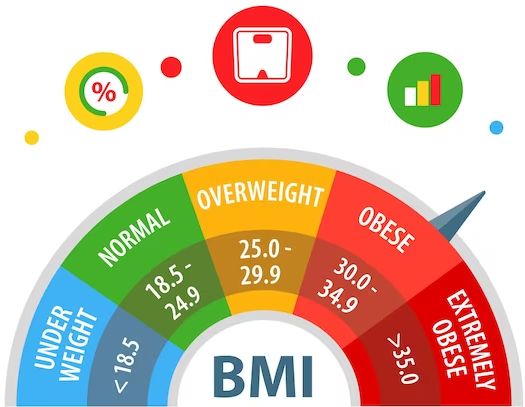 %
UNDER
WEIGHT
< 18.5
NORMAL
18.5 -
24.9
OVERWEIGHT
25.0 -
29.9
OBESE
30.0 -
34.9
EXTREMELY
OBESE
>35.0
BMI